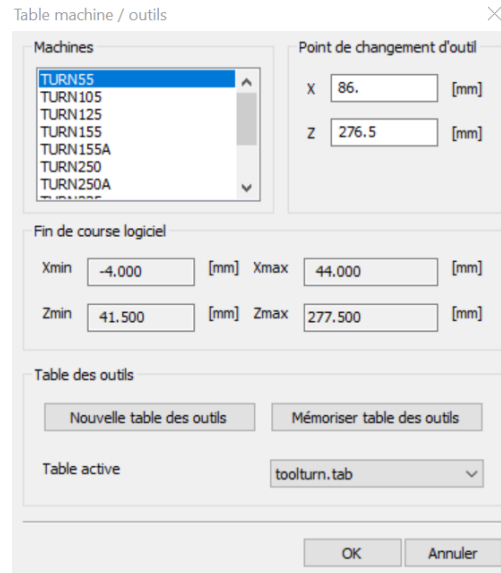 Table machine / outils
Machines
TURN55
TURN105
TURN125
TURN155
TURN155A
TURN250
TURN250A
Point de changement d'outil
X 86. [mm]
Z 276.5 [mm]
Fin de course logiciel
Xmin -4.000 [mm] Xmax 44.000 [mm]
Zmin 41.500 [mm] Zmax 277.500 [mm]
Table des outils
Nouvelle table des outils Mémoriser table des outils
Table active toolturn.tab
OK Annuler